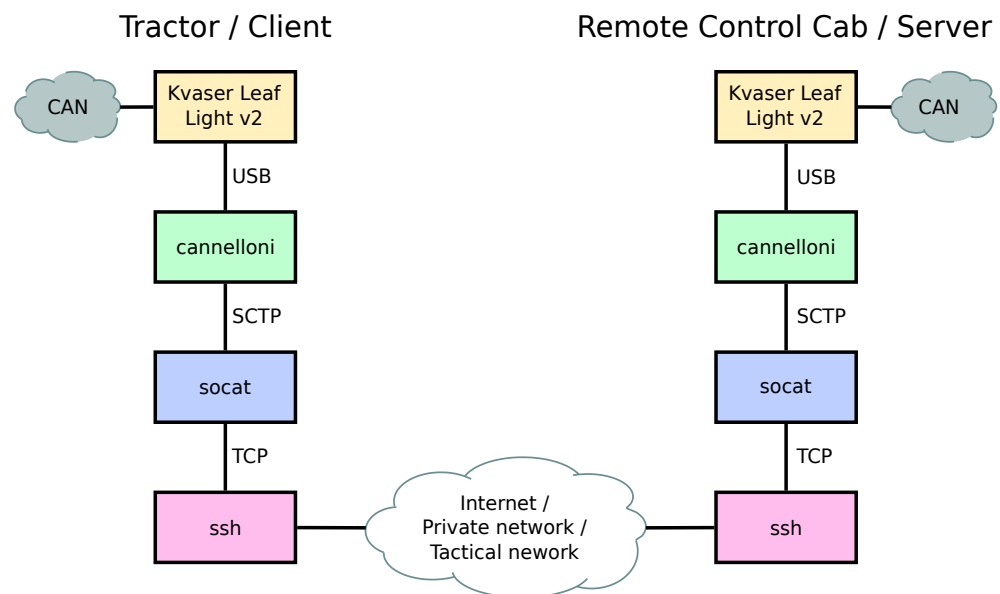 Tractor / Client
Remote Control Cab / Server
CAN
Kvaser Leaf
Light v2
Kvaser Leaf
Light v2
CAN
USB
USB
cannelloni
cannelloni
SCTP
SCTP
socat
socat
TCP
TCP
ssh
Internet /
Private network /
Tactical nework
ssh